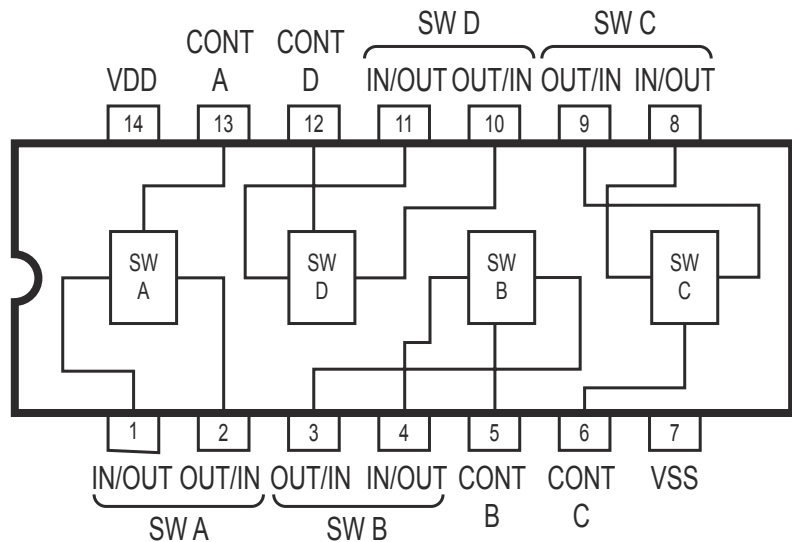 SW D SW C
CONT CONT
VDD A D IN/OUT OUT/IN OUT/IN IN/OUT
14 13 12 11 10 9 8
SW SW SW SW
A D B C
1 2 3 4 5 6 7
IN/OUT OUT/IN OUT/IN IN/OUT CONT CONT VSS
B C
SW A SW B